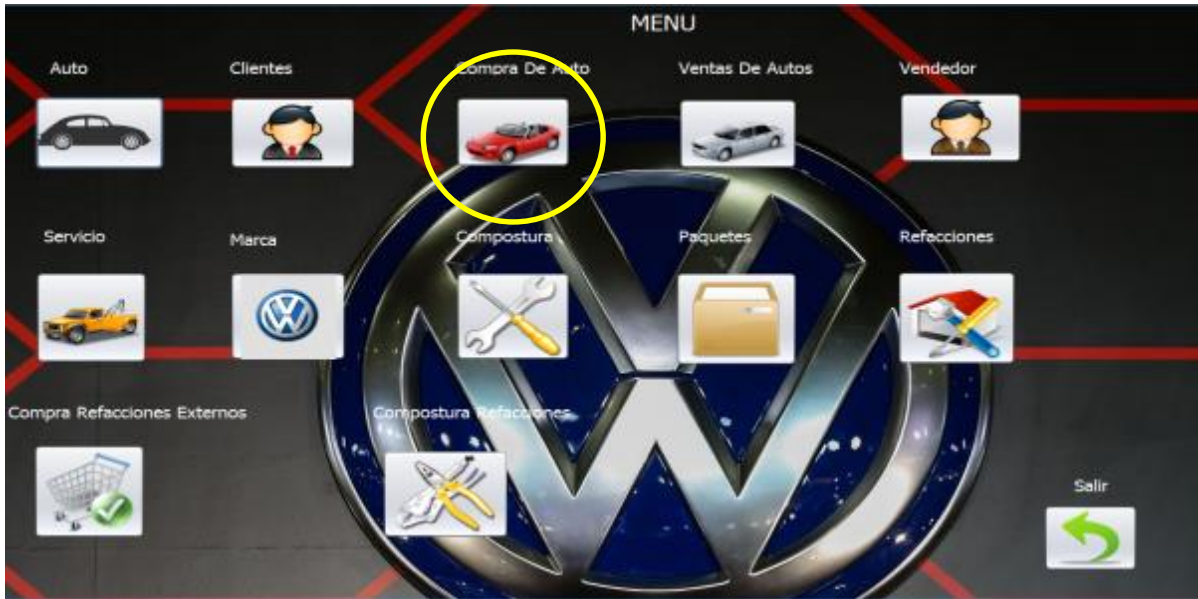 MENU
Auto
Clientes
Compra De Auto
Ventas De Autos
Vendedor
Servicio
Marca
Compostura
Paquetes
Refacciones
Compra Refacciones Externos
Compostura Refacciones
Salir